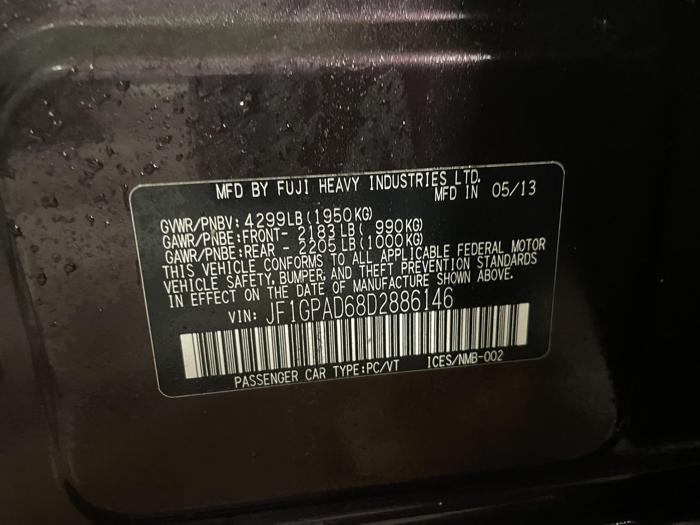 MFD BY FUJI HEAVY INDUSTRIES LTD.
MFD IN 05/13
GVWR/PNBV: 4299LB(1950KG)
GAWR/PNBE:FRONT- 2183LB( 990KG)
GAWR/PNBE:REAR - 2205LB(1000KG)
THIS VEHICLE CONFORMS TO ALL APPLICABLE FEDERAL MOTOR
VEHICLE SAFETY, BUMPER, AND THEFT PREVENTION STANDARDS
IN EFFECT ON THE DATE OF MANUFACTURE SHOWN ABOVE.
VIN: JF1GPAD68D2886146
PASSENGER CAR TYPE:PC/VT ICES/NMB-002